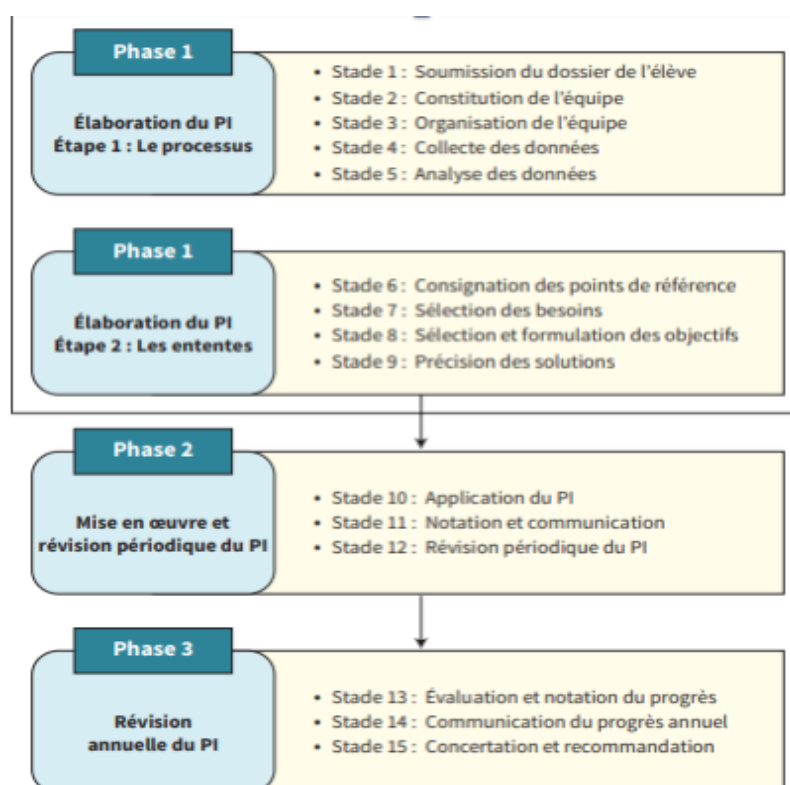 Phase 1
Élaboration du PI
Étape 1 : Le processus
• Stade 1 : Soumission du dossier de l'élève
• Stade 2 : Constitution de l'équipe
• Stade 3 : Organisation de l'équipe
• Stade 4 : Collecte des données
• Stade 5 : Analyse des données
Phase 1
Élaboration du PI
Étape 2 : Les ententes
• Stade 6 : Consignation des points de référence
• Stade 7 : Sélection des besoins
• Stade 8 : Sélection et formulation des objectifs
• Stade 9 : Précision des solutions
Phase 2
Mise en œuvre et
révision périodique du PI
• Stade 10 : Application du PI
• Stade 11 : Notation et communication
• Stade 12 : Révision périodique du PI
Phase 3
Révision
annuelle du PI
• Stade 13 : Évaluation et notation du progrès
• Stade 14 : Communication du progrès annuel
• Stade 15 : Concertation et recommandation